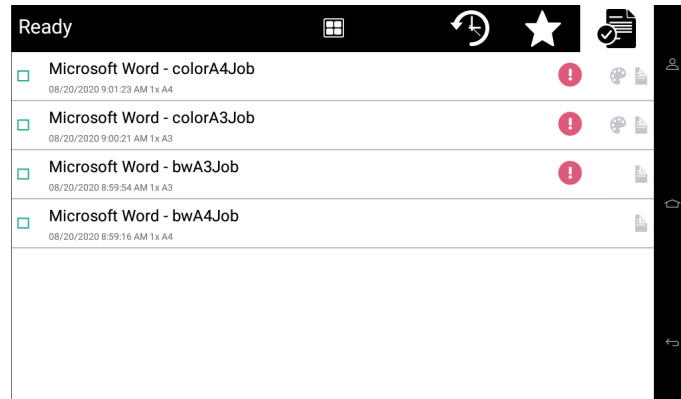 Ready
Microsoft Word - colorA4Job
08/20/2020 9:01:23 AM 1x A4
Microsoft Word - colorA3Job
08/20/2020 9:00:21 AM 1x A3
Microsoft Word - bwA3Job
08/20/2020 8:59:54 AM 1x A3
Microsoft Word - bwA4Job
08/20/2020 8:59:16 AM 1x A4